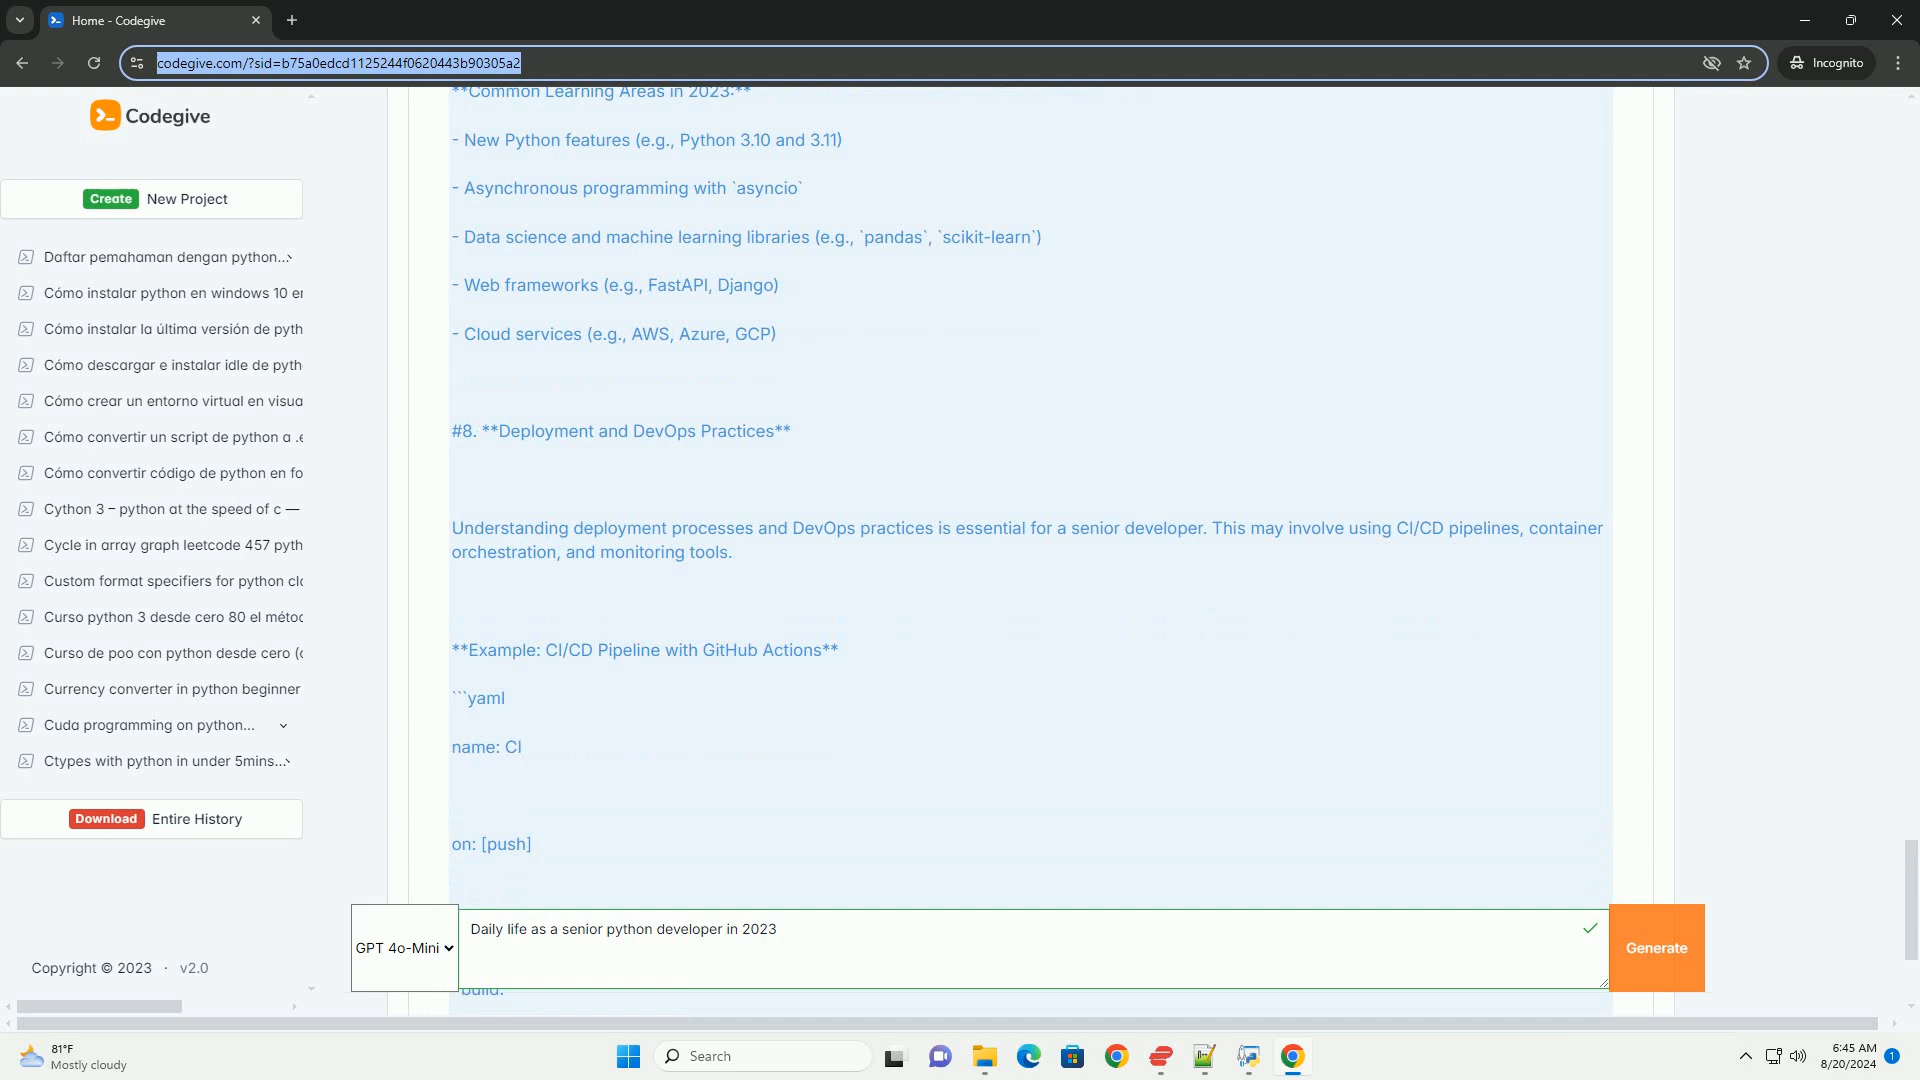 Home - Codegive
codegive.com/?sid=b75a0edcd1125244f0620443b90305a2
Incognito
Codegive
Create New Project
Daftar pemahaman dengan python...
Cómo instalar python en windows 10 er
Cómo instalar la última versión de pyth
Cómo descargar e instalar idle de pytho
Cómo crear un entorno virtual en visua
Cómo convertir un script de python a .e
Cómo convertir código de python en fo
Cython 3 – python at the speed of c —
Cycle in array graph leetcode 457 pyth
Custom format specifiers for python cla
Curso python 3 desde cero 80 el métoc
Curso de poo con python desde cero (c
Currency converter in python beginner
Cuda programming on python...
Ctypes with python in under 5mins...
Download Entire History
Copyright © 2023 · v2.0
**Common Learning Areas in 2023:**
- New Python features (e.g., Python 3.10 and 3.11)
- Asynchronous programming with `asyncio`
- Data science and machine learning libraries (e.g., `pandas`, `scikit-learn`)
- Web frameworks (e.g., FastAPI, Django)
- Cloud services (e.g., AWS, Azure, GCP)
#8. **Deployment and DevOps Practices**
Understanding deployment processes and DevOps practices is essential for a senior developer. This may involve using CI/CD pipelines, container
orchestration, and monitoring tools.
**Example: CI/CD Pipeline with GitHub Actions**
```yaml
name: CI
on: [push]
build:
GPT 4o-Mini
Daily life as a senior python developer in 2023
Generate
81°F
Mostly cloudy
Search
6:45 AM
8/20/2024
1